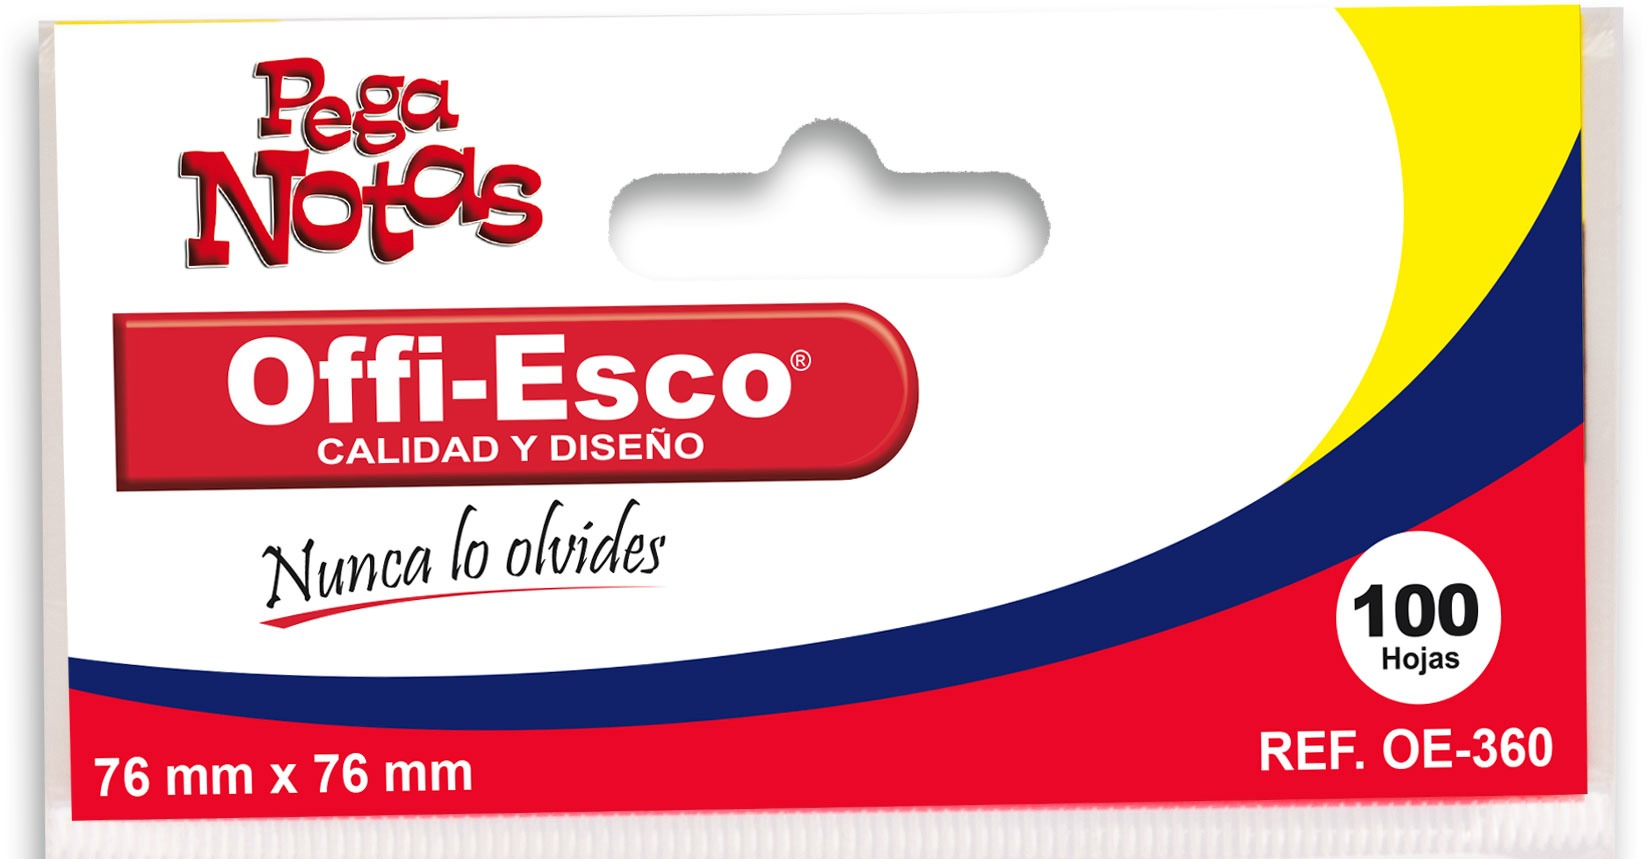 Pega
Notas
Offi-Esco®
CALIDAD Y DISEÑO
Nunca lo olvides
100
Hojas
REF. OE-360
76 mm x 76 mm